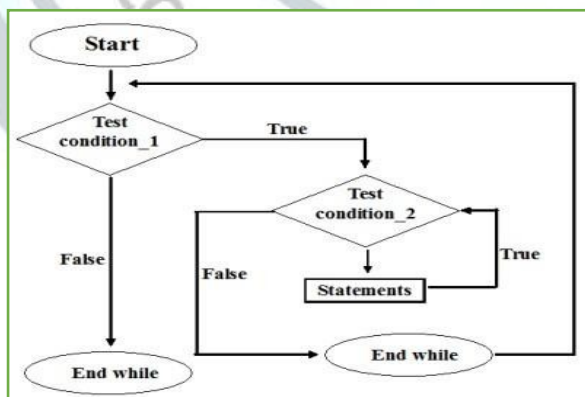 Start
Test
condition_1
True
Test
condition_2
False
False
True
Statements
End while
End while